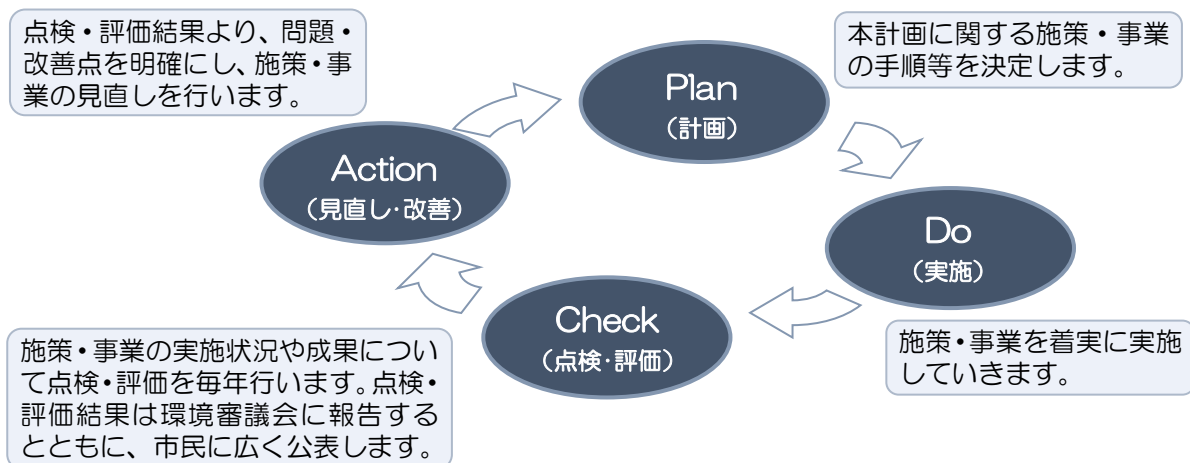 点検・評価結果より、問題・
改善点を明確にし、施策・事
業の見直しを行います。
Plan
（計画）
本計画に関する施策・事業
の手順等を決定します。
Action
（見直し・改善）
Do
（実施）
Check
（点検・評価）
施策・事業を着実に実施
していきます。
施策・事業の実施状況や成果につい
て点検・評価を毎年行います。点検・
評価結果は環境審議会に報告する
とともに、市民に広く公表します。